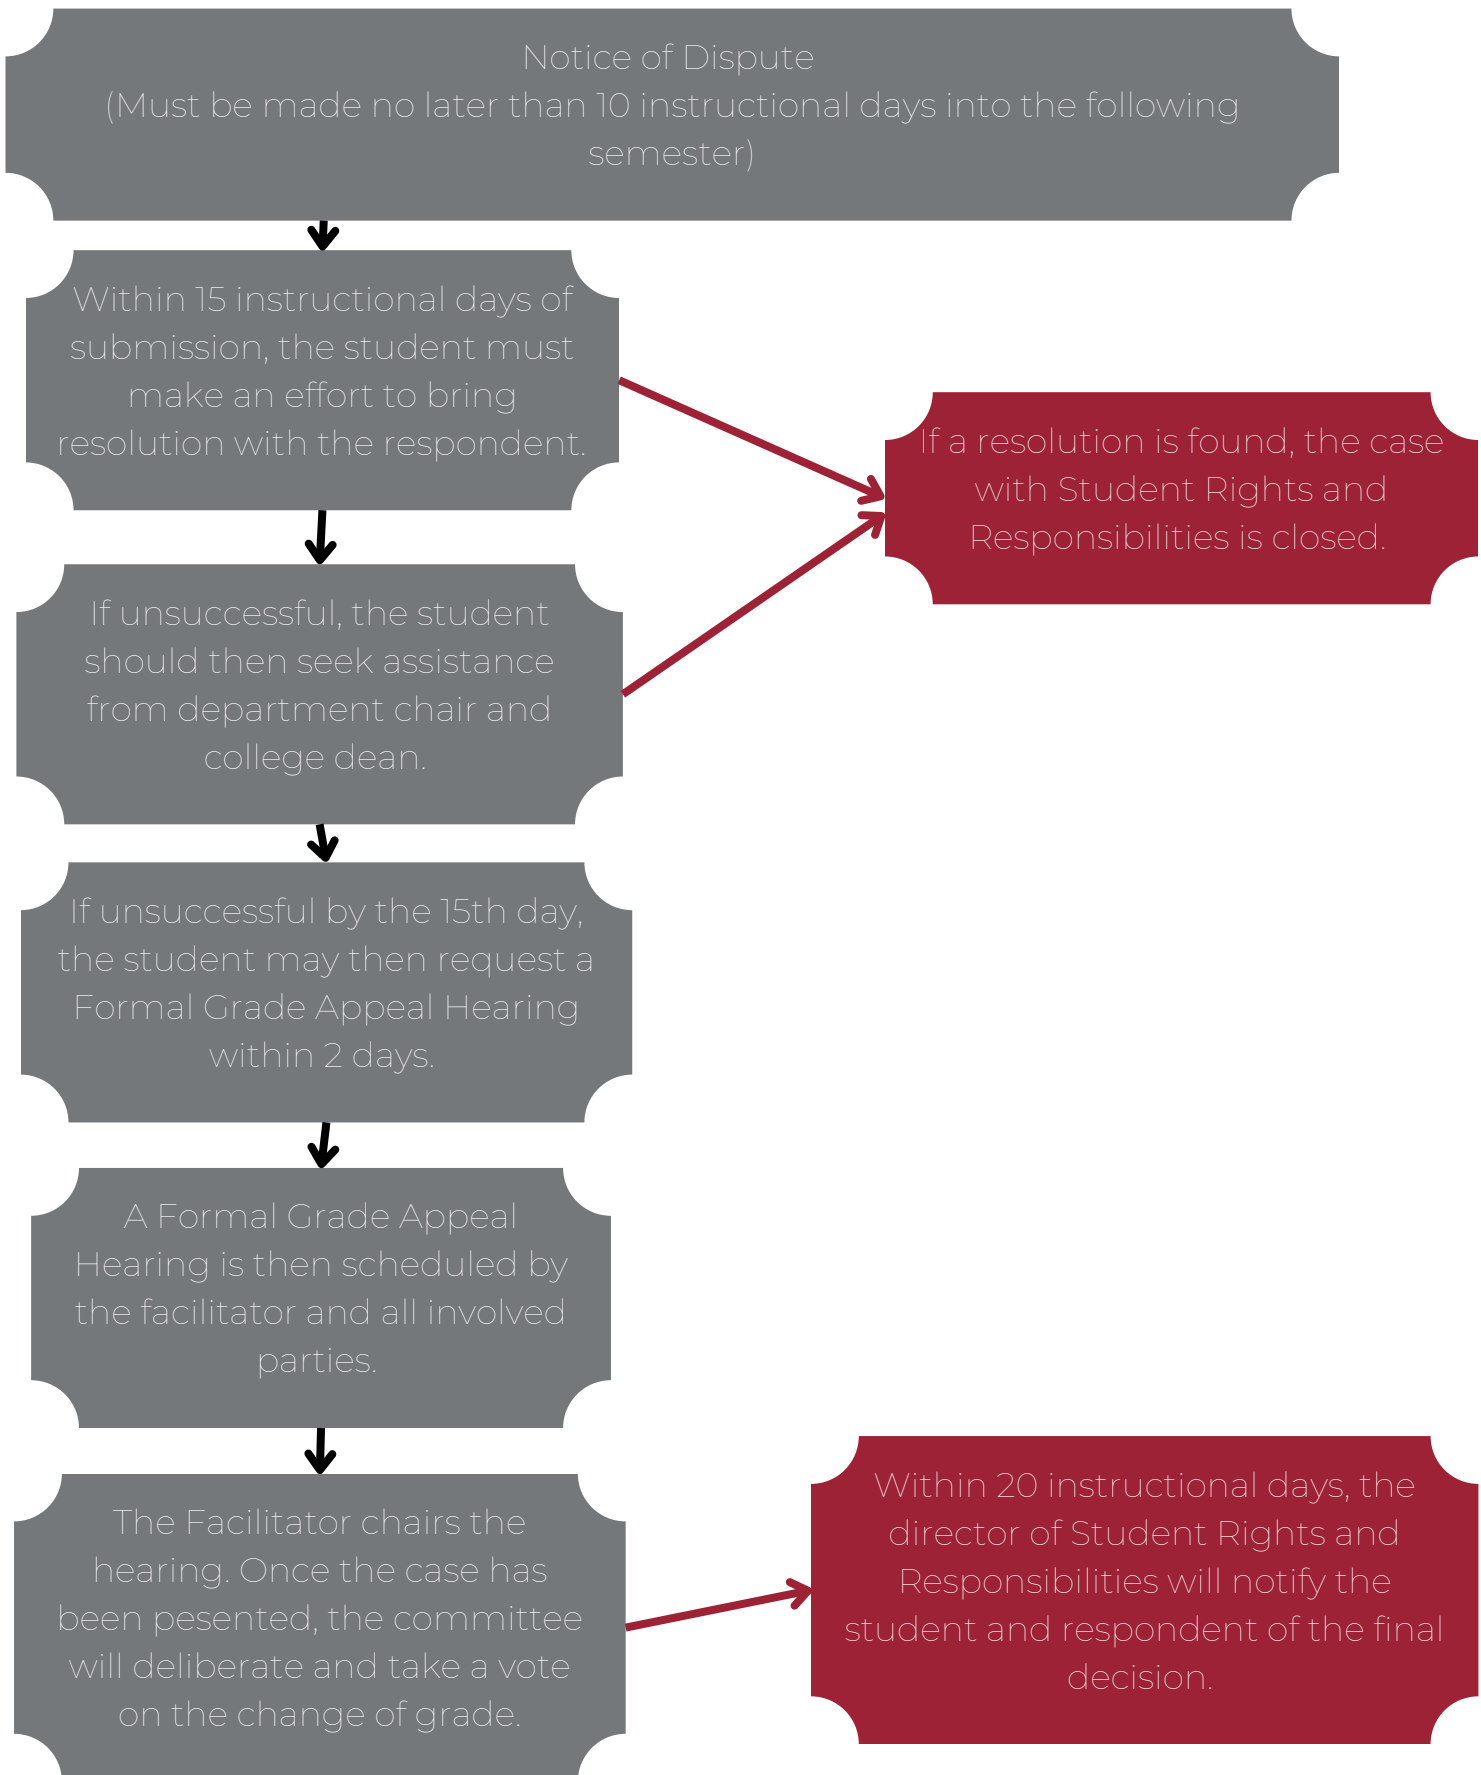 Notice of Dispute
(Must be made no later than 10 instructional days into the following
semester)
Within 15 instructional days of
submission, the student must
make an effort to bring
resolution with the respondent.
If a resolution is found, the case
with Student Rights and
Responsibilities is closed.
If unsuccessful, the student
should then seek assistance
from department chair and
college dean.
If unsuccessful by the 15th day,
the student may then request a
Formal Grade Appeal Hearing
within 2 days.
A Formal Grade Appeal
Hearing is then scheduled by
the facilitator and all involved
parties.
The Facilitator chairs the
hearing. Once the case has
been pesented, the committee
will deliberate and take a vote
on the change of grade.
Within 20 instructional days, the
director of Student Rights and
Responsibilities will notify the
student and respondent of the final
decision.